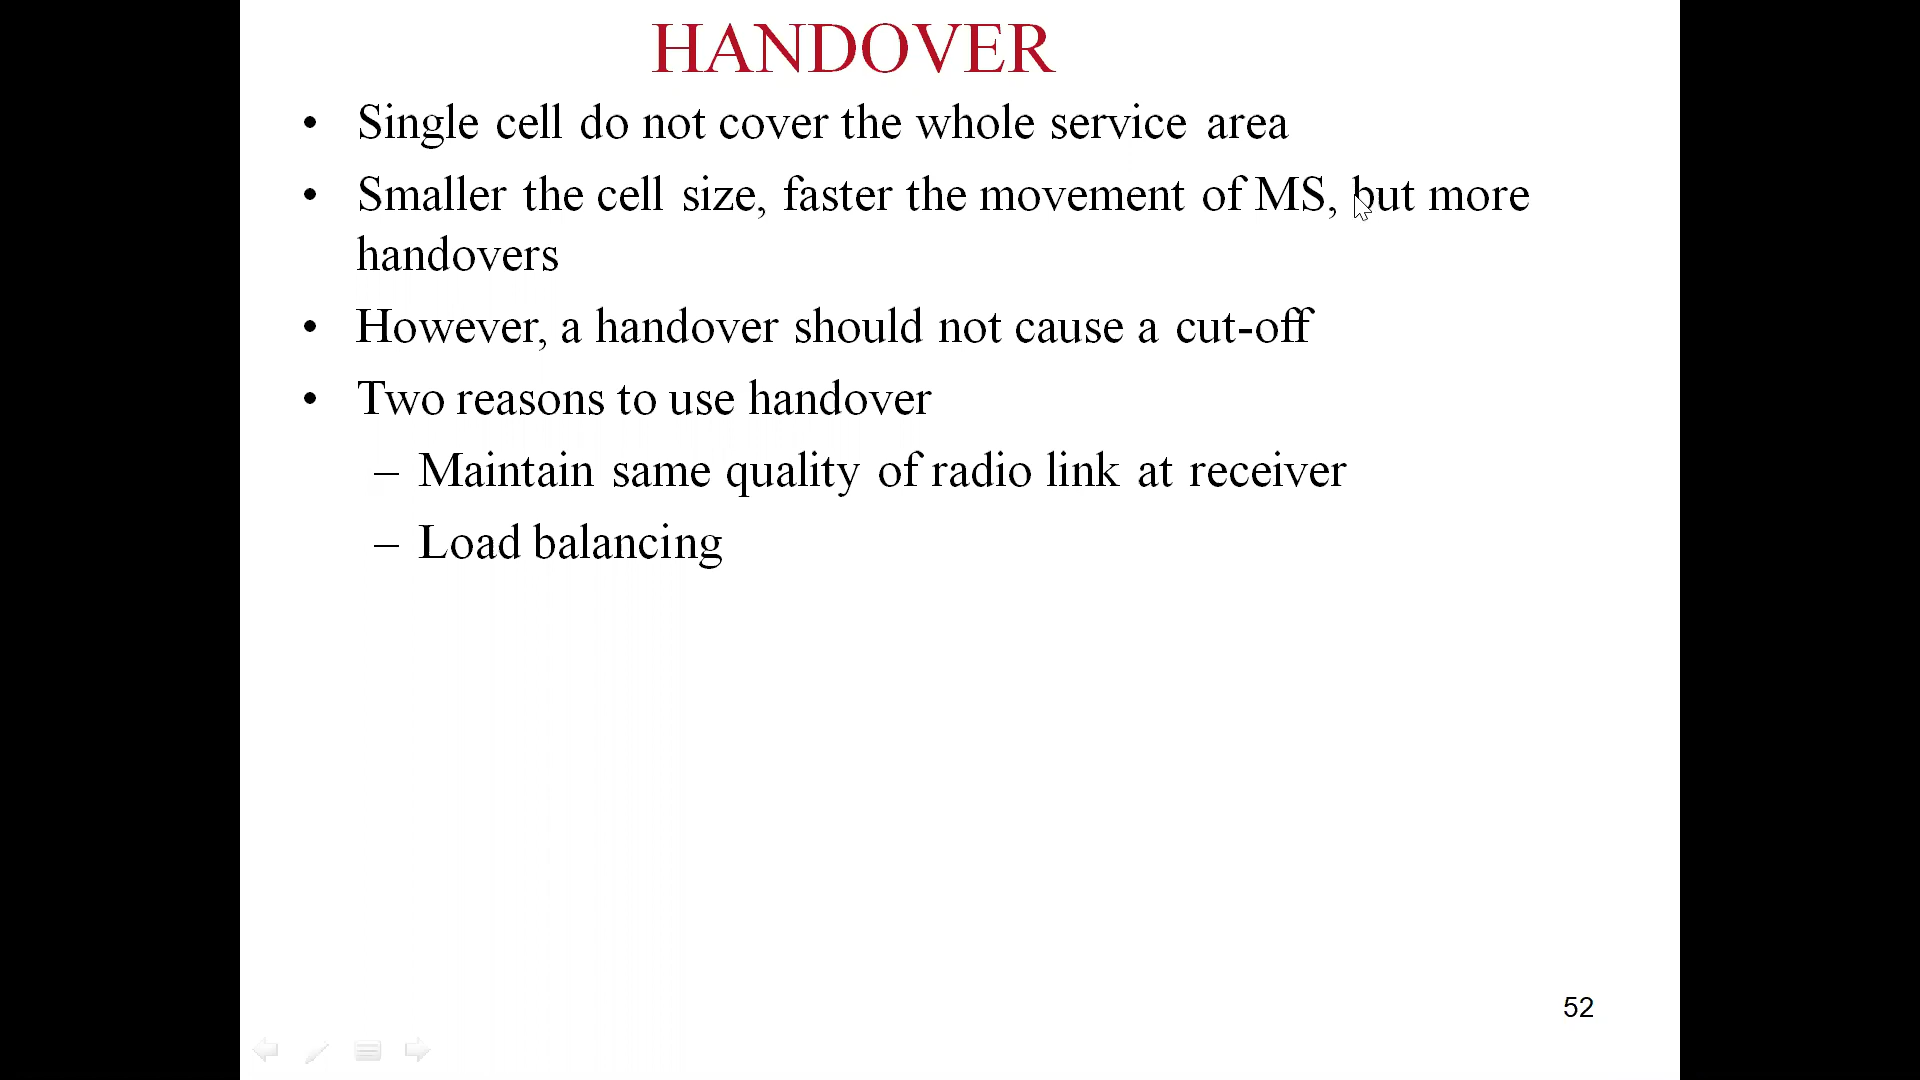 HANDOVER
• Single cell do not cover the whole service area
• Smaller the cell size, faster the movement of MS, but more
handovers
• However, a handover should not cause a cut-off
• Two reasons to use handover
– Maintain same quality of radio link at receiver
– Load balancing
52